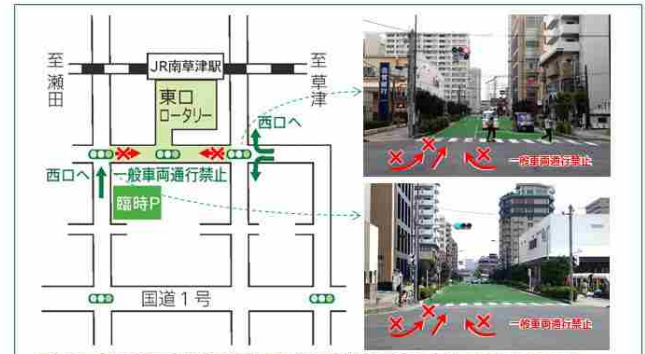 JR南草津駅
至瀬田
至草津
東口
ロータリー
西口へ
西口へ
一般車両通行禁止
臨時P
国道1号
一般車両通行禁止
一般車両通行禁止